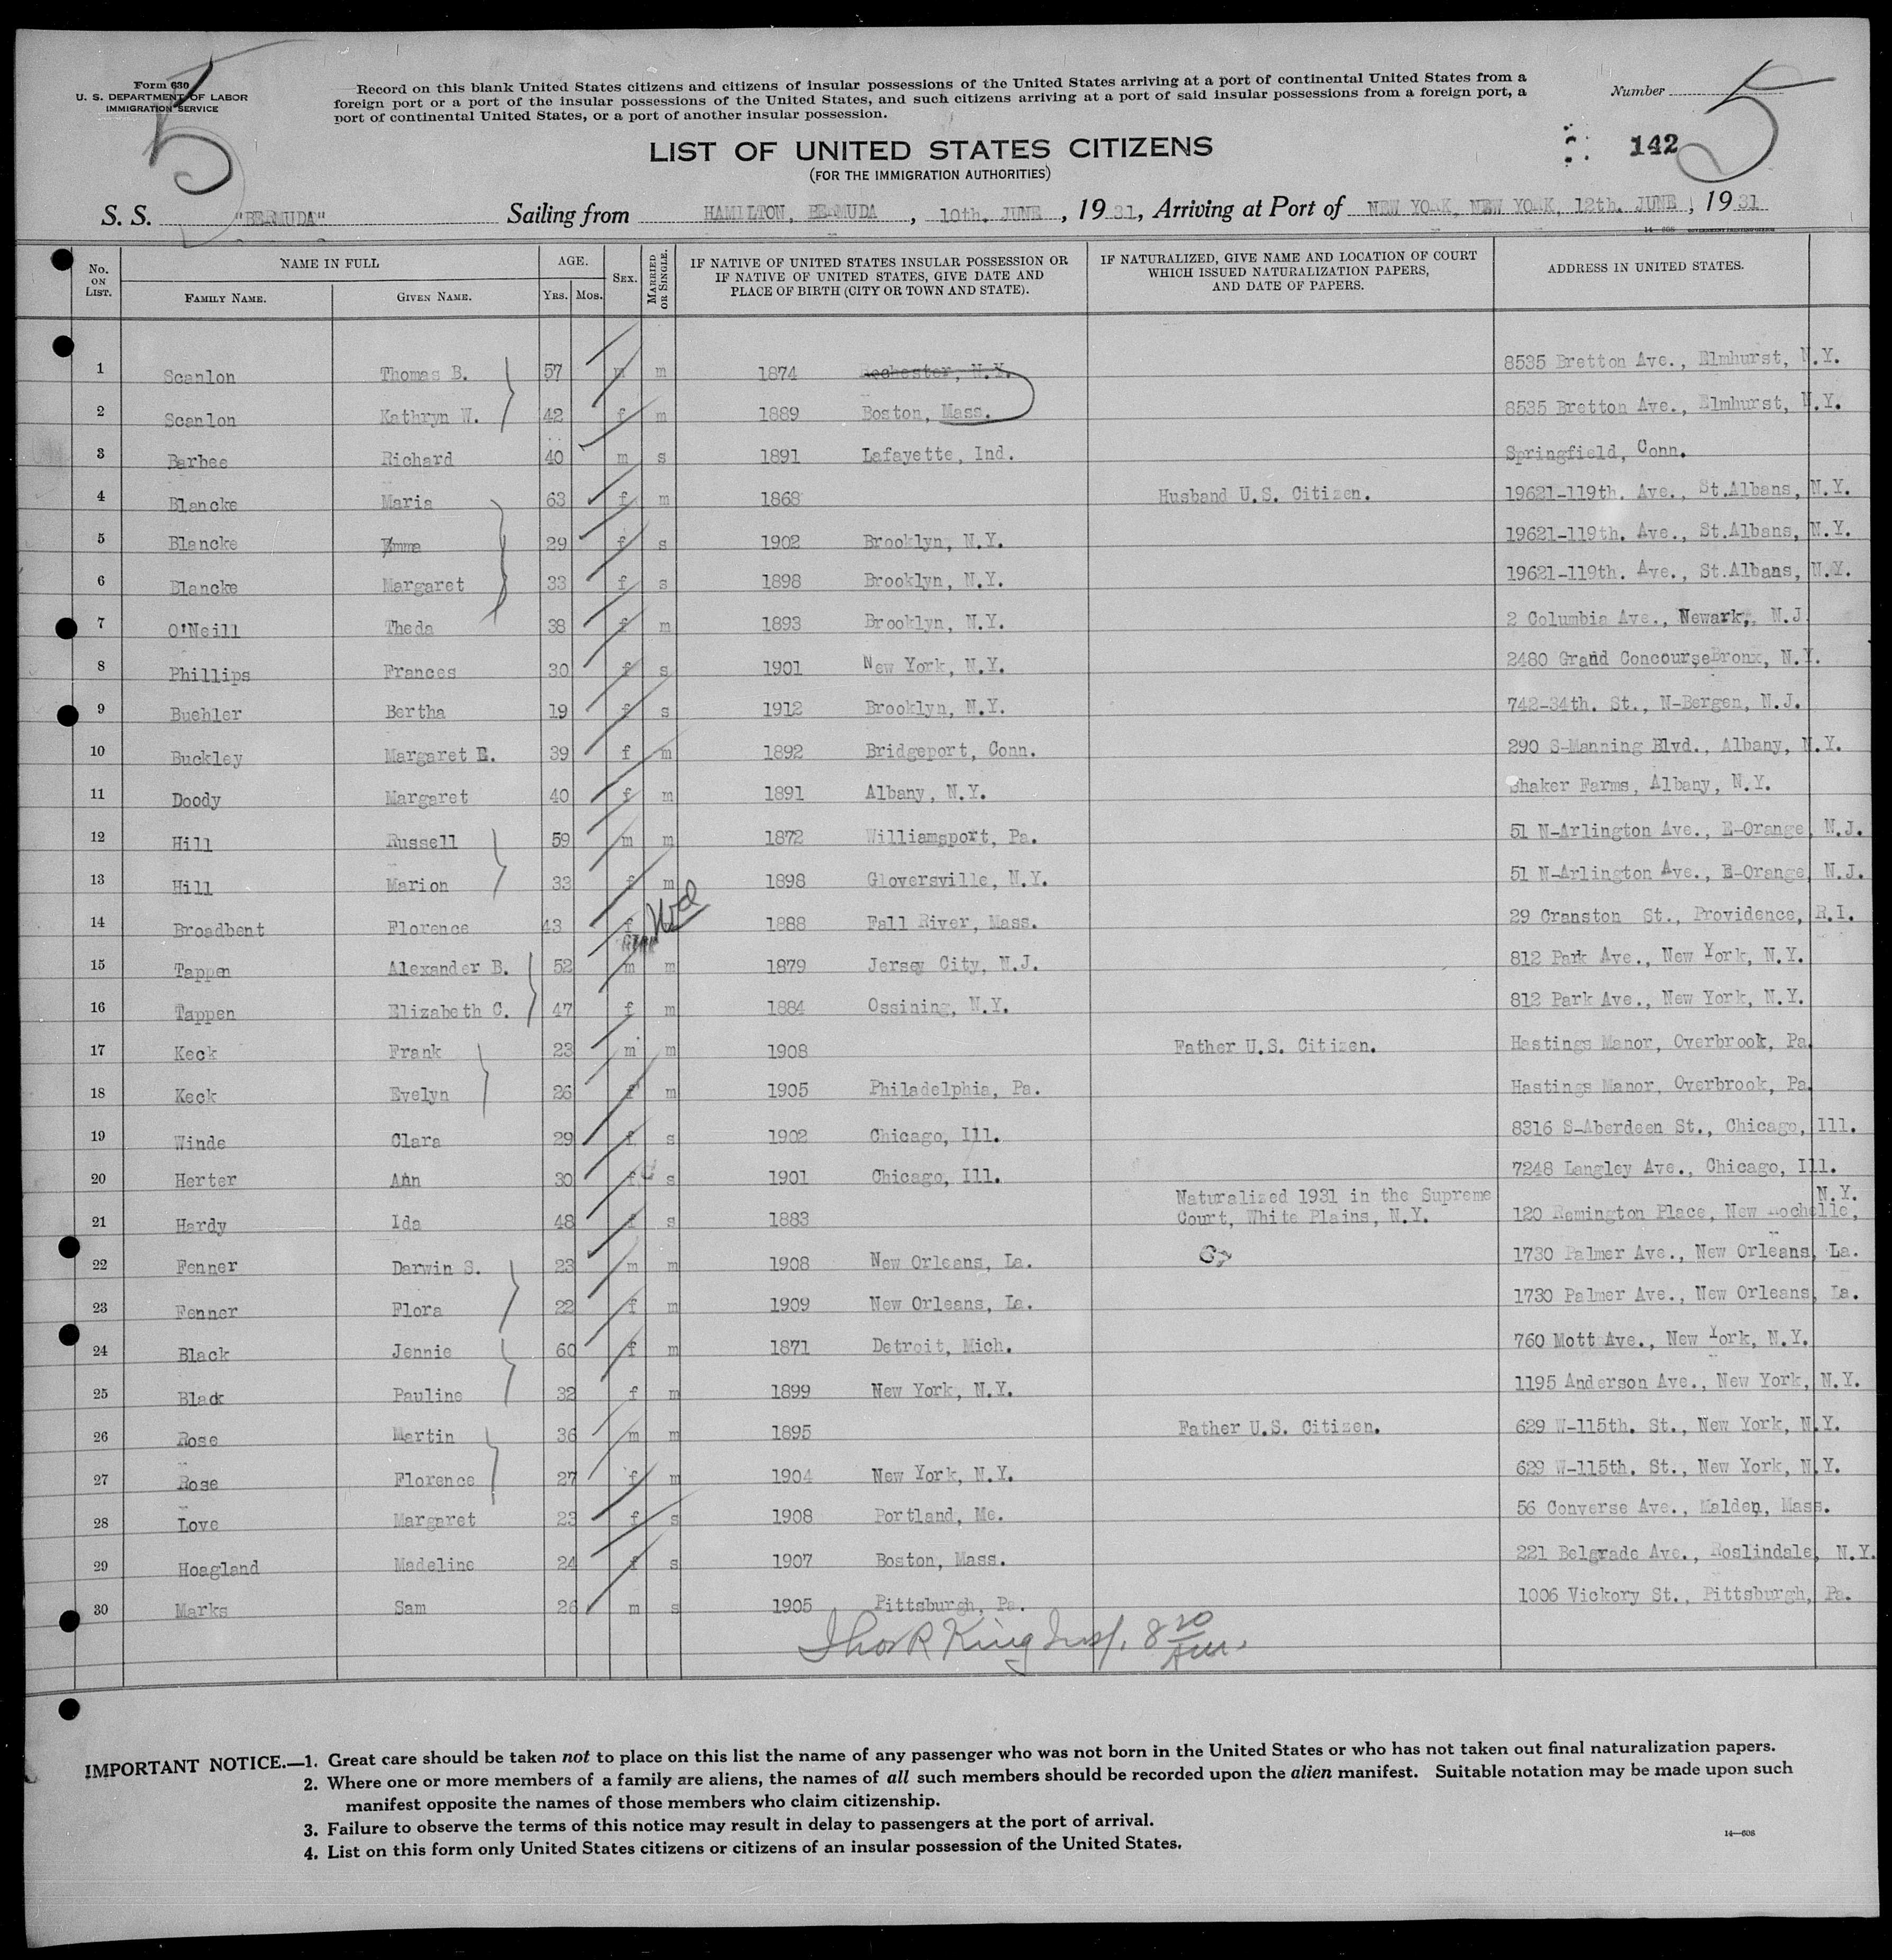 Form 630
U. S. DEPARTMENT OF LABOR
IMMIGRATION SERVICE
5
Record on this blank United States citizens and citizens of insular possessions of the United States arriving at a port of continental United States from a
foreign port or a port of the insular possessions of the United States, and such citizens arriving at a port of said insular possessions from a foreign port, a
port of continental United States, or a port of another insular possession.
Number
5
142
LIST OF UNITED STATES CITIZENS
(FOR THE IMMIGRATION AUTHORITIES)
S. S. "BERMUDA" Sailing from HAMILTON, BERMUDA, 10th. JUNE, 1931, Arriving at Port of NEW YORK, NEW YORK, 12th. JUNE, 1931
No. ON LIST. NAME IN FULL FAMILY NAME. GIVEN NAME. AGE. YRS. MOS. SEX. MARRIED OR SINGLE. IF NATIVE OF UNITED STATES INSULAR POSSESSION OR IF NATIVE OF UNITED STATES, GIVE DATE AND PLACE OF BIRTH (CITY OR TOWN AND STATE). IF NATURALIZED, GIVE NAME AND LOCATION OF COURT WHICH ISSUED NATURALIZATION PAPERS, AND DATE OF PAPERS. ADDRESS IN UNITED STATES.
1 Scanlon Thomas B. 57 m m 1874 Rochester, N.Y. 8535 Bretton Ave., Elmhurst, N.Y.
2 Scanlon Kathryn W. 42 f m 1889 Boston, Mass. 8535 Bretton Ave., Elmhurst, N.Y.
3 Barbee Richard 40 m s 1891 Lafayette, Ind. Springfield, Conn.
4 Blancke Maria 63 f m 1868 Husband U.S. Citizen. 19621-119th. Ave., St.Albans, N.Y.
5 Blancke Emma 29 f s 1902 Brooklyn, N.Y. 19621-119th. Ave., St.Albans, N.Y.
6 Blancke Margaret 33 f s 1898 Brooklyn, N.Y. 19621-119th. Ave., St.Albans, N.Y.
7 O'Neill Theda 38 f m 1893 Brooklyn, N.Y. 2 Columbia Ave., Newark, N.J.
8 Phillips Frances 30 f s 1901 New York, N.Y. 2480 Grand Concourse Bronx, N.Y.
9 Buehler Bertha 19 f s 1912 Brooklyn, N.Y. 742-34th. St., N-Bergen, N.J.
10 Buckley Margaret E. 39 f m 1892 Bridgeport, Conn. 290 S-Manning Blvd., Albany, N.Y.
11 Doody Margaret 40 f m 1891 Albany, N.Y. Shaker Farms, Albany, N.Y.
12 Hill Russell 59 m m 1872 Williamsport, Pa. 51 N-Arlington Ave., E-Orange, N.J.
13 Hill Marion 33 f m 1898 Gloversville, N.Y. 51 N-Arlington Ave., E-Orange, N.J.
14 Broadbent Florence 43 f Wd 1888 Fall River, Mass. 29 Cranston St., Providence, R.I.
15 Tappen Alexander B. 52 m m 1879 Jersey City, N.J. 812 Park Ave., New York, N.Y.
16 Tappen Elizabeth C. 47 f m 1884 Ossining, N.Y. 812 Park Ave., New York, N.Y.
17 Keck Frank 23 m m 1908 Father U.S. Citizen. Hastings Manor, Overbrook, Pa.
18 Keck Evelyn 26 f m 1905 Philadelphia, Pa. Hastings Manor, Overbrook, Pa.
19 Winde Clara 29 f s 1902 Chicago, Ill. 8316 S-Aberdeen St., Chicago, Ill.
20 Herter Ann 30 f s 1901 Chicago, Ill. 7248 Langley Ave., Chicago, Ill.
21 Hardy Ida 48 f s 1883 Naturalized 1931 in the Supreme Court, White Plains, N.Y. 120 Remington Place, New Rochelle, N.Y.
22 Fenner Darwin S. 23 m m 1908 New Orleans, La. 1730 Palmer Ave., New Orleans, La.
23 Fenner Flora 22 f m 1909 New Orleans, La. 1730 Palmer Ave., New Orleans, La.
24 Black Jennie 60 f m 1871 Detroit, Mich. 760 Mott Ave., New York, N.Y.
25 Black Pauline 32 f m 1899 New York, N.Y. 1195 Anderson Ave., New York, N.Y.
26 Rose Martin 36 m m 1895 Father U.S. Citizen. 629 W-115th. St., New York, N.Y.
27 Rose Florence 27 f m 1904 New York, N.Y. 629 W-115th. St., New York, N.Y.
28 Love Margaret 23 f s 1908 Portland, Me. 56 Converse Ave., Malden, Mass.
29 Hoagland Madeline 24 f s 1907 Boston, Mass. 221 Belgrade Ave., Roslindale, N.Y.
30 Marks Sam 26 m s 1905 Pittsburgh, Pa. 1006 Vickory St., Pittsburgh, Pa.
Thos R King Insp. 8 20 AM.
IMPORTANT NOTICE.—1. Great care should be taken not to place on this list the name of any passenger who was not born in the United States or who has not taken out final naturalization papers.
2. Where one or more members of a family are aliens, the names of all such members should be recorded upon the alien manifest. Suitable notation may be made upon such
manifest opposite the names of those members who claim citizenship.
3. Failure to observe the terms of this notice may result in delay to passengers at the port of arrival.
4. List on this form only United States citizens or citizens of an insular possession of the United States.
14—608